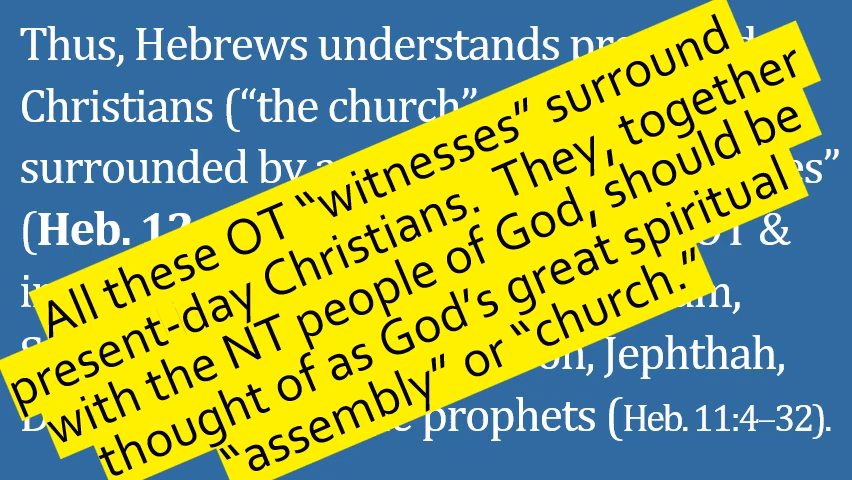 Thus, Hebrews understands
Christians (“the church”
surrounded by
(Heb. 12
OT &
Jephthah,
prophets (Heb. 11:4–32).
All these OT “witnesses” surround
present-day Christians. They, together
with the NT people of God, should be
thought of as God’s great spiritual
“assembly” or “church.”